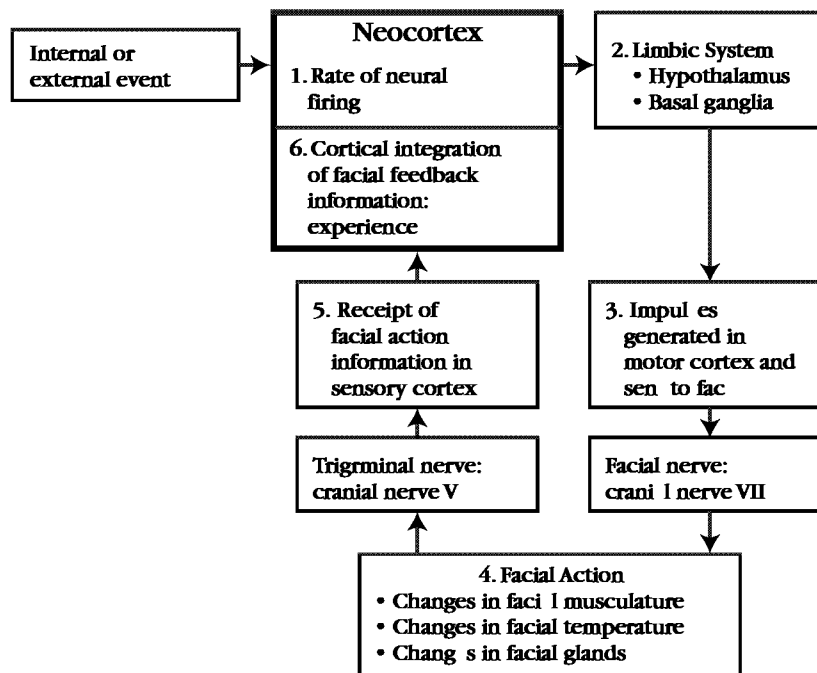 Internal or
external event
Neocortex
1. Rate of neural
firing
6. Cortical integration
of facial feedback
information:
experience
2. Limbic System
• Hypothalamus
• Basal ganglia
3. Impul es
generated in
motor cortex and
sen to fac
Facial nerve:
crani l nerve VII
4. Facial Action
• Changes in faci l musculature
• Changes in facial temperature
• Chang s in facial glands
Trigrminal nerve:
cranial nerve V
5. Receipt of
facial action
information in
sensory cortex